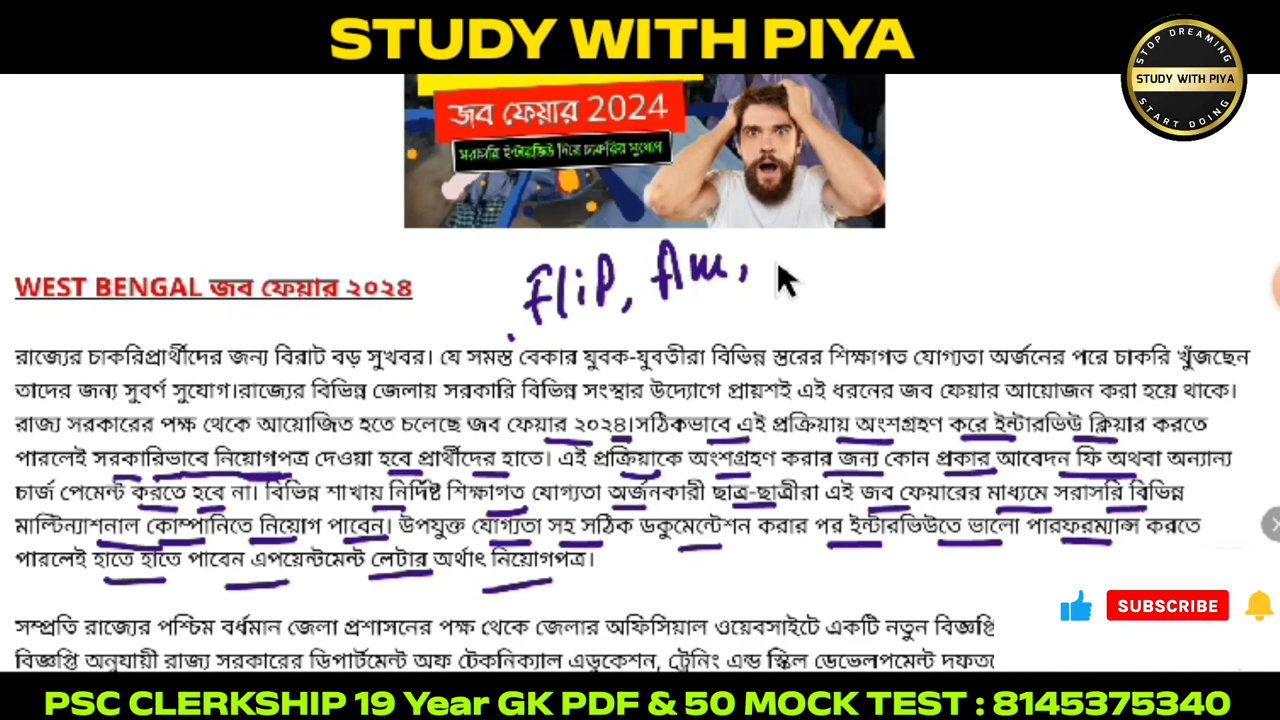 STUDY WITH PIYA
STOP DREAMING
STUDY WITH PIYA
START DOING
জব ফেয়ার 2024
সরাসরি ইন্টারভিউ দিয়ে চাকরির সুযোগ
Flip, Am,
WEST BENGAL জব ফেয়ার ২০২৪
রাজ্যের চাকরিপ্রার্থীদের জন্য বিরাট বড় সুখবর। যে সমস্ত বেকার যুবক-যুবতীরা বিভিন্ন স্তরের শিক্ষাগত যোগ্যতা অর্জনের পরে চাকরি খুঁজছেন
তাদের জন্য সুবর্ণ সুযোগ।রাজ্যের বিভিন্ন জেলায় সরকারি বিভিন্ন সংস্থার উদ্যোগে প্রায়শই এই ধরনের জব ফেয়ার আয়োজন করা হয়ে থাকে।
রাজ্য সরকারের পক্ষ থেকে আয়োজিত হতে চলেছে জব ফেয়ার ২০২৪।সঠিকভাবে এই প্রক্রিয়ায় অংশগ্রহণ করে ইন্টারভিউ ক্লিয়ার করতে
পারলেই সরকারিভাবে নিয়োগপত্র দেওয়া হবে প্রার্থীদের হাতে। এই প্রক্রিয়াকে অংশগ্রহণ করার জন্য কোন প্রকার আবেদন ফি অথবা অন্যান্য
চার্জ পেমেন্ট করতে হবে না। বিভিন্ন শাখায় নির্দিষ্ট শিক্ষাগত যোগ্যতা অর্জনকারী ছাত্র-ছাত্রীরা এই জব ফেয়ারের মাধ্যমে সরাসরি বিভিন্ন
মাল্টিন্যাশনাল কোম্পানিতে নিয়োগ পাবেন। উপযুক্ত যোগ্যতা সহ সঠিক ডকুমেন্টেশন করার পর ইন্টারভিউতে ভালো পারফরম্যান্স করতে
পারলেই হাতে হাতে পাবেন এপয়েন্টমেন্ট লেটার অর্থাৎ নিয়োগপত্র।
সম্প্রতি রাজ্যের পশ্চিম বর্ধমান জেলা প্রশাসনের পক্ষ থেকে জেলার অফিসিয়াল ওয়েবসাইটে একটি নতুন বিজ্ঞপ্তি
বিজ্ঞপ্তি অনুযায়ী রাজ্য সরকারের ডিপার্টমেন্ট অফ টেকনিক্যাল এডুকেশন, ট্রেনিং এন্ড স্কিল ডেভেলপমেন্ট
SUBSCRIBE
PSC CLERKSHIP 19 Year GK PDF & 50 MOCK TEST : 8145375340